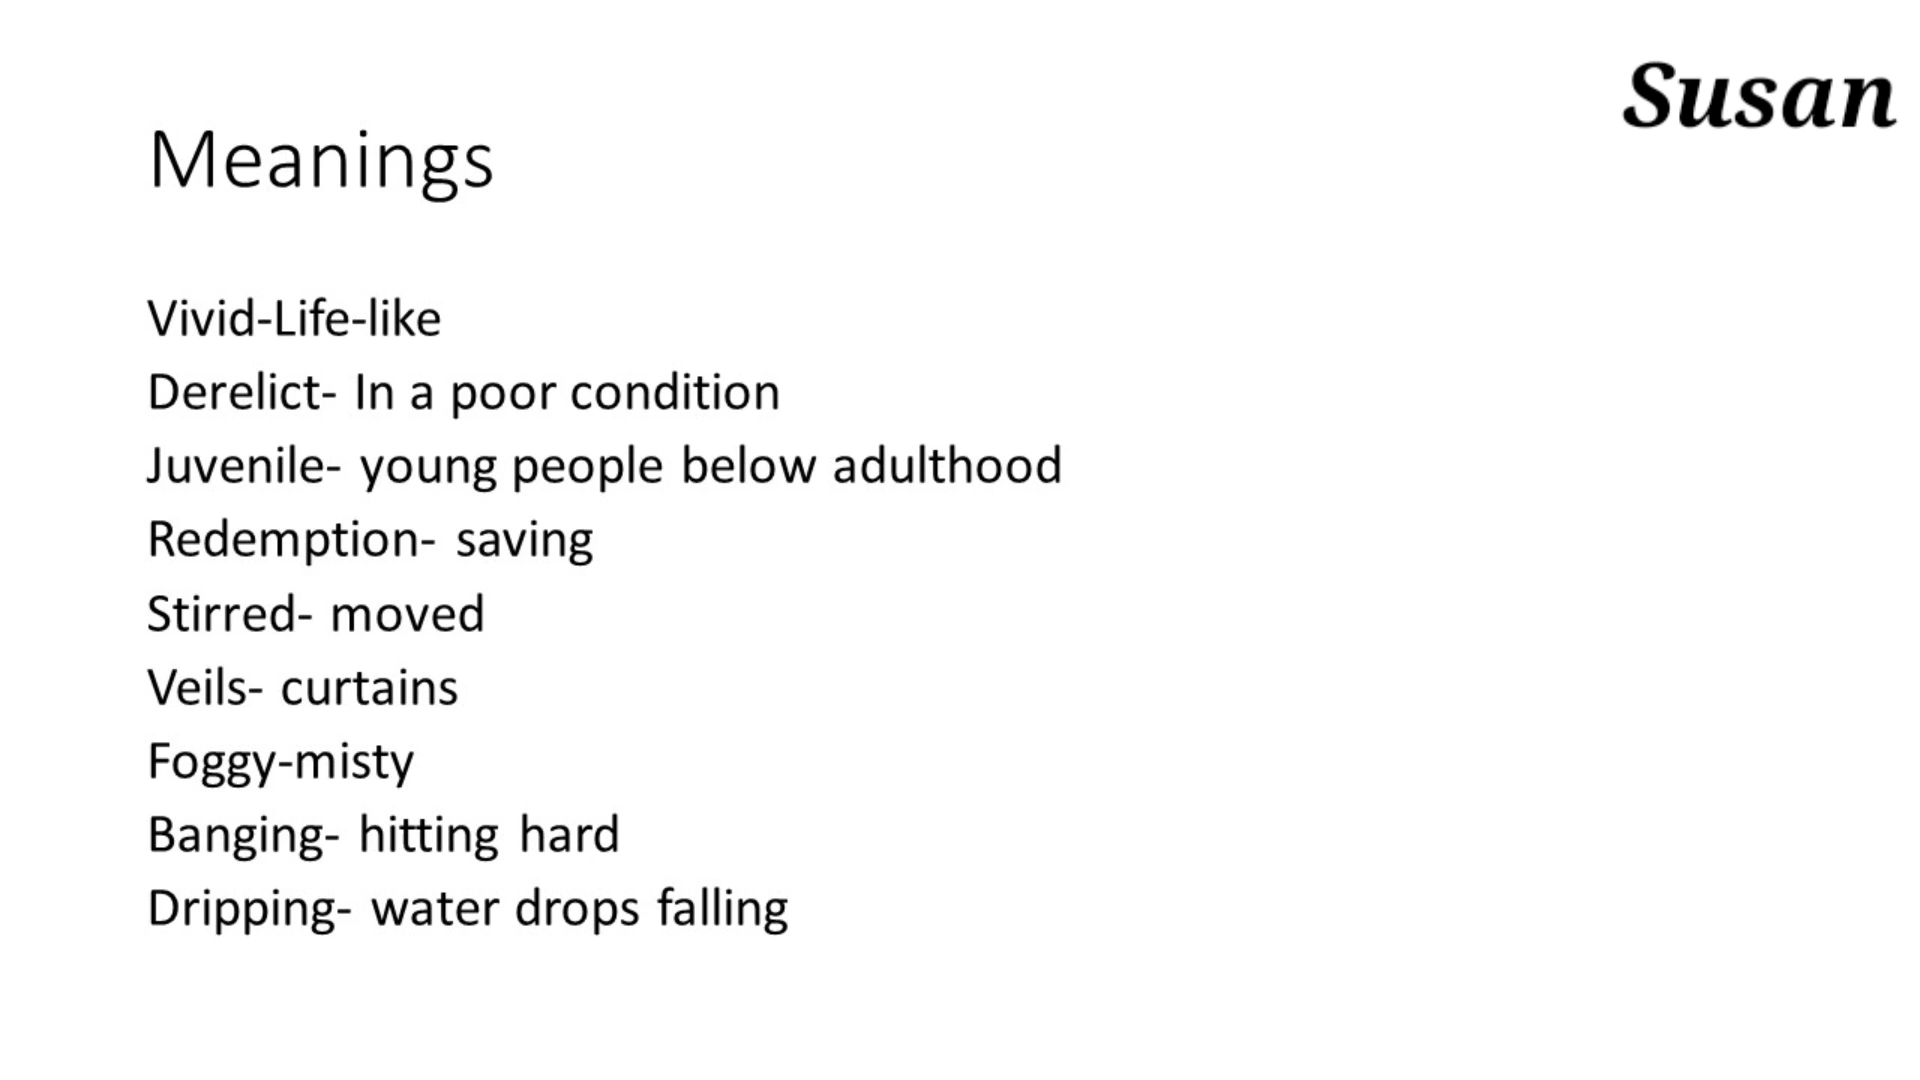 Susan
Meanings
Vivid-Life-like
Derelict- In a poor condition
Juvenile- young people below adulthood
Redemption- saving
Stirred- moved
Veils- curtains
Foggy-misty
Banging- hitting hard
Dripping- water drops falling